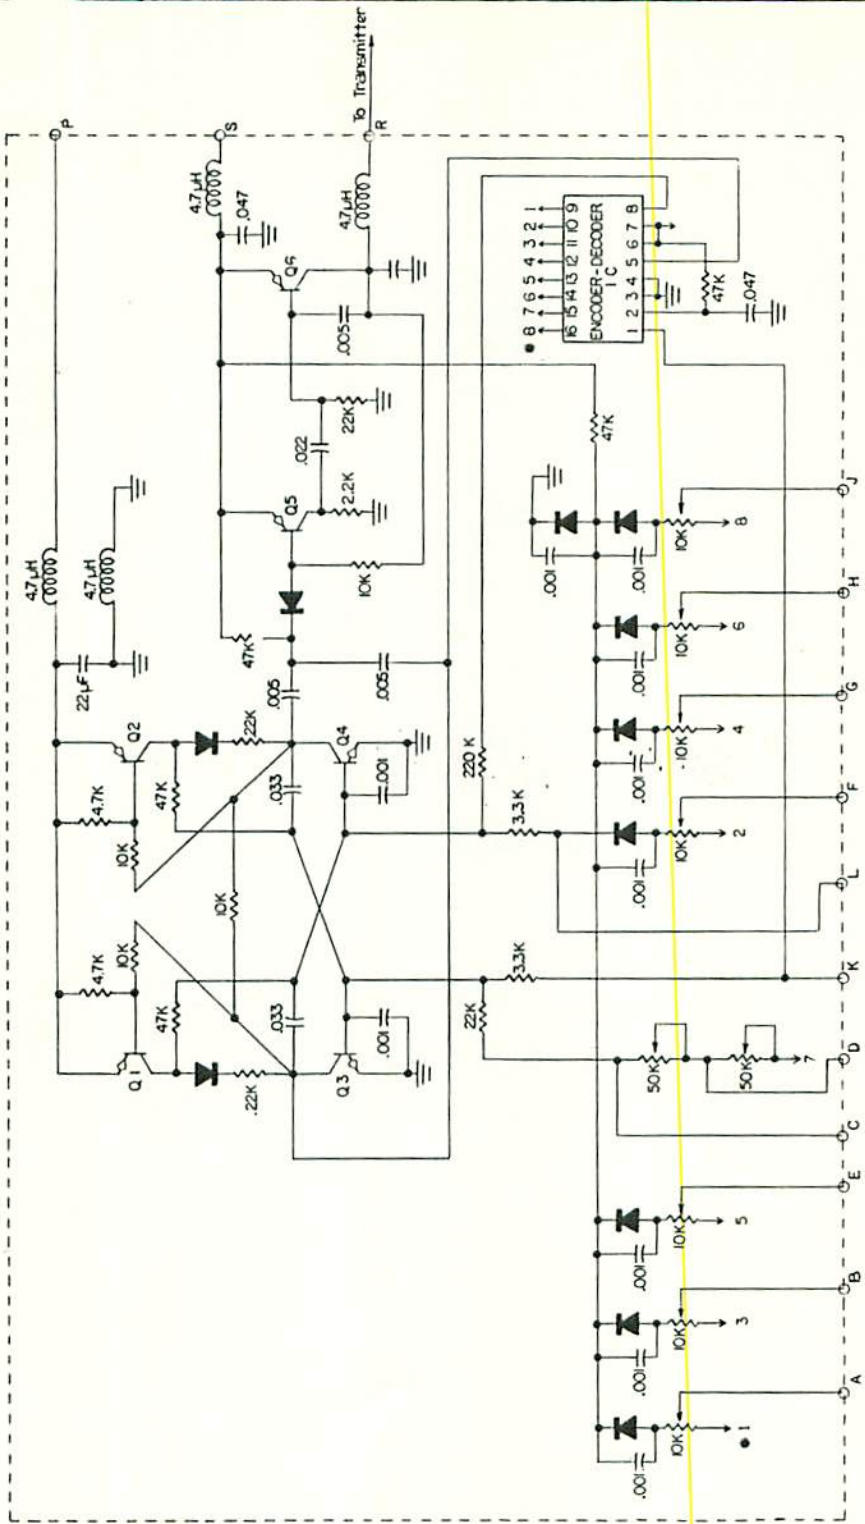 P
S
R
To Transmitter
4.7µH
4.7µH
22µF
4.7µH
.047
4.7µH
4.7K
10K
Q1
47K
.22K
10K
4.7K
10K
Q2
47K
.22K
.033
.033
Q3
.001
Q4
.001
.005
.005
47K
10K
Q5
2.2K
.022
22K
.005
Q6
22K
3.3K
220 K
3.3K
47K
8 7 6 5 4 3 2 1
16 15 14 13 12 11 10 9
ENCODER-DECODER
IC
1 2 3 4 5 6 7 8
47K
.047
.001
10K
1
.001
10K
3
.001
10K
5
50K
50K
7
.001
10K
2
.001
10K
4
.001
10K
6
.001
.001
10K
8
A
B
E
C
D
K
L
F
G
H
J